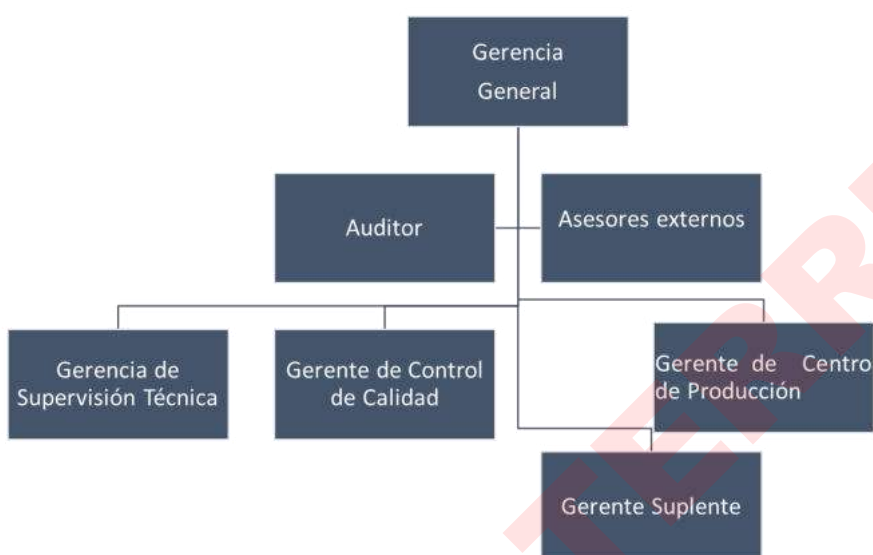 Gerencia
General
Auditor
Asesores externos
Gerencia de
Supervisión Técnica
Gerente de Control
de Calidad
Gerente de Centro
de Producción
Gerente Suplente
TERR